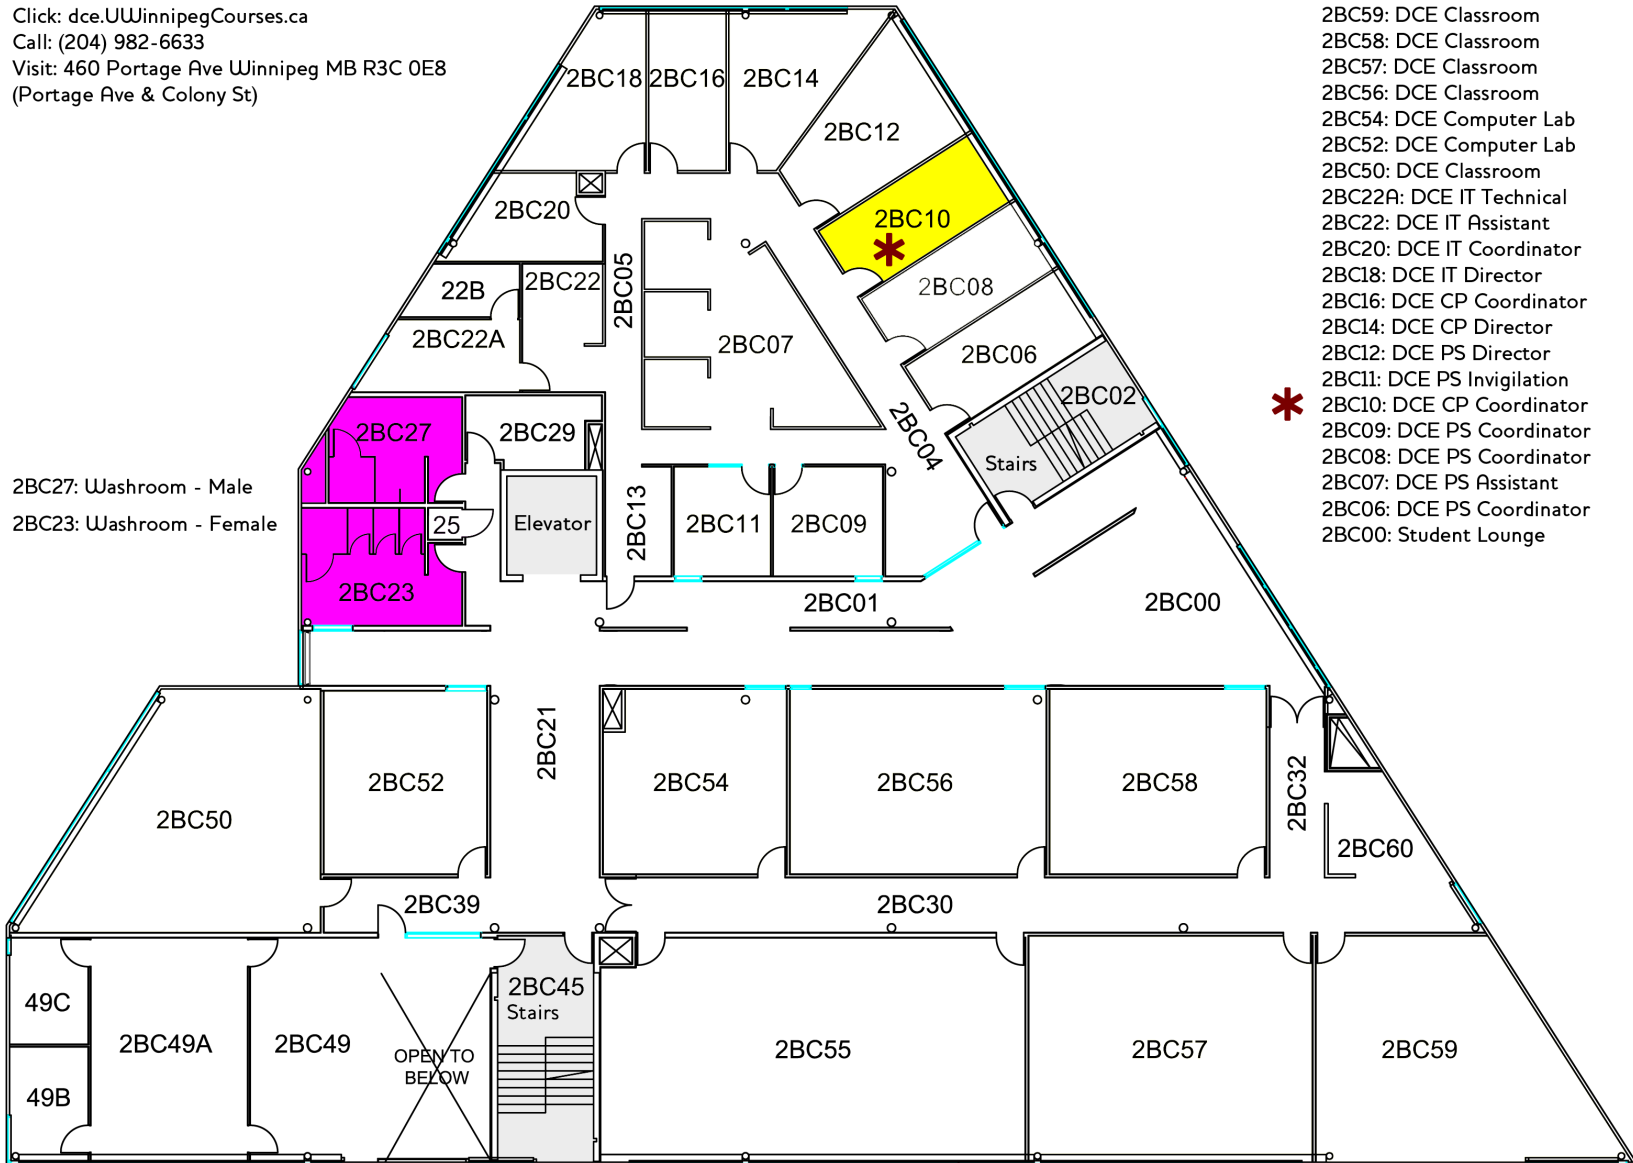 Click: dce.UWinnipegCourses.ca
Call: (204) 982-6633
Visit: 460 Portage Ave Winnipeg MB R3C 0E8
(Portage Ave & Colony St)
2BC59: DCE Classroom
2BC58: DCE Classroom
2BC57: DCE Classroom
2BC56: DCE Classroom
2BC54: DCE Computer Lab
2BC52: DCE Computer Lab
2BC50: DCE Classroom
2BC22A: DCE IT Technical
2BC22: DCE IT Assistant
2BC20: DCE IT Coordinator
2BC18: DCE IT Director
2BC16: DCE CP Coordinator
2BC14: DCE CP Director
2BC12: DCE PS Director
2BC11: DCE PS Invigilation
* 2BC10: DCE CP Coordinator
2BC09: DCE PS Coordinator
2BC08: DCE PS Coordinator
2BC07: DCE PS Assistant
2BC06: DCE PS Coordinator
2BC00: Student Lounge
2BC27: Washroom - Male
2BC23: Washroom - Female
2BC18
2BC16
2BC14
2BC12
2BC20
2BC10
*
2BC22
22B
2BC05
2BC08
2BC22A
2BC07
2BC06
2BC02
Stairs
2BC27
2BC29
2BC04
25
Elevator
2BC13
2BC11
2BC09
2BC23
2BC01
2BC00
2BC21
2BC52
2BC54
2BC56
2BC58
2BC32
2BC50
2BC60
2BC39
2BC30
49C
2BC49A
2BC49
2BC45
Stairs
OPEN TO
BELOW
49B
2BC55
2BC57
2BC59